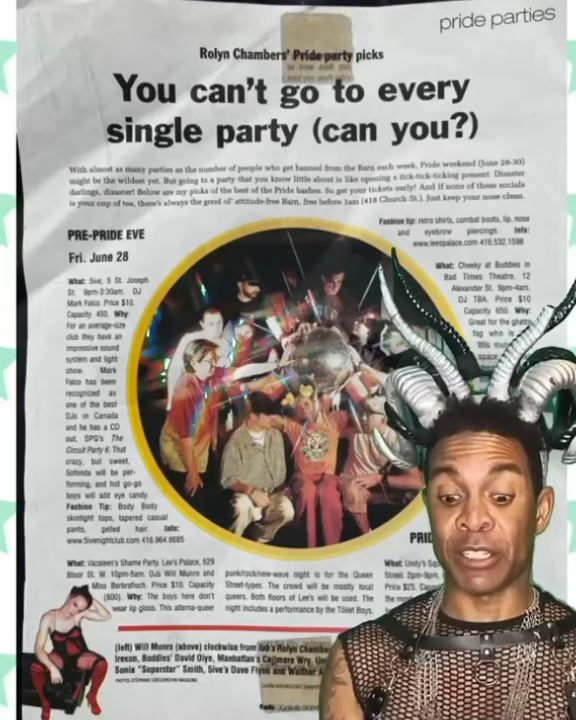 pride parties
Rolyn Chambers' Pride party picks
You can't go to every
single party (can you?)
With almost as many parties as the number of people who get banned from the Barn each week, Pride weekend (June 28-30)
might be the wildest yet. But going to a party that you know little about is like opening a tick-tick-ticking present. Disaster
darlings, disaster! Below are my picks of the best of the Pride bashes. So get your tickets early! And if none of these socials
is your cup of tea, there's always the good ol' attitude-free Barn, free before 1am (418 Church St.). Just keep your nose clean.
PRE-PRIDE EVE
Fri. June 28
What: 5ive, 5 St. Joseph
St. 9pm-3:30am. DJ
Mark Falco. Price $10.
Capacity 450. Why:
For an average-size
club they have an
impressive sound
system and light
show. Mark
Falco has been
recognized as
one of the best
DJs in Canada
and he has a CD
out, SPG's The
Circuit Party 6. That
crazy, but sweet,
Sofonda will be per-
forming, and hot go-go
boys will add eye candy.
Fashion Tip: Body Body
skintight tops, tapered casual
pants, gelled hair. Info:
www.5ivenightclub.com 416.964.8685
What: Vazaleen's Shame Party. Lee's Palace, 529
Bloor St. W. 10pm-5am. DJs Will Munro and
Miss Barbrafisch. Price $10. Capacity
(800). Why: The boys here don't
wear lip gloss. This alterna-queer
punk/rock/new-wave night is for the Queen
Street-types. The crowd will be mostly local
queers. Both floors of Lee's will be used. The
night includes a performance by the Toilet Boys.
Fashion tip: retro shirts, combat boots, lip, nose
and eyebrow piercings. Info:
www.leespalace.com 416.532.1598
What: Cheeky at Buddies in
Bad Times Theatre. 12
Alexander St. 9pm-4am.
DJ TBA. Price $10
Capacity 650. Why:
Great for the ghetto
fag who is
'80s
space
PRID
What: Unity's
Street. 2pm-9pm.
Price $25.
the
(left) Will Munro (above) clockwise from fab's Rolyn Chambe
Ireson, Buddies' David Oiye, Manhattan's Cajjmere Wry,
Sonia "Superstar" Smith, 5ive's Dave Flynn and Walther